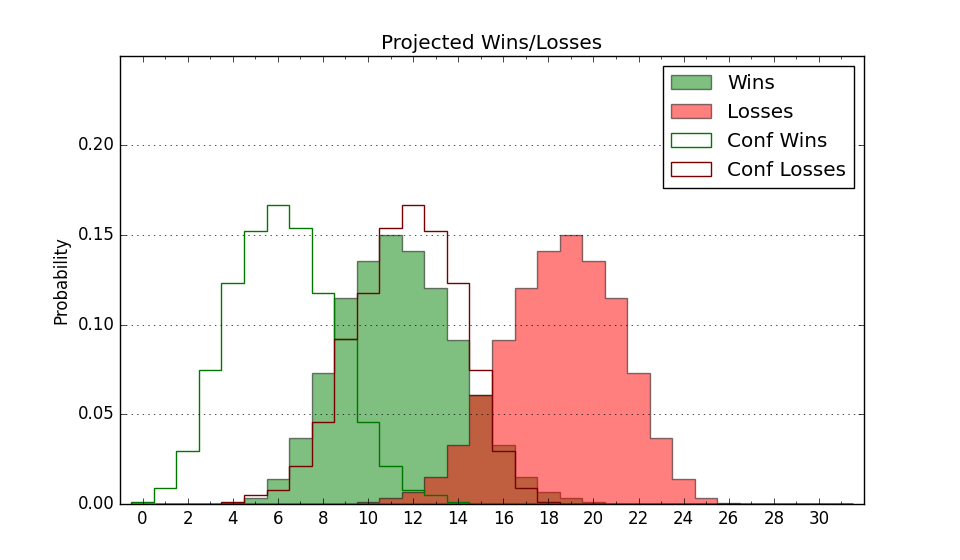 Projected Wins/Losses
Wins
Losses
Conf Wins
Conf Losses
Probability
0.20
0.15
0.10
0.05
0.00
0 2 4 6 8 10 12 14 16 18 20 22 24 26 28 30